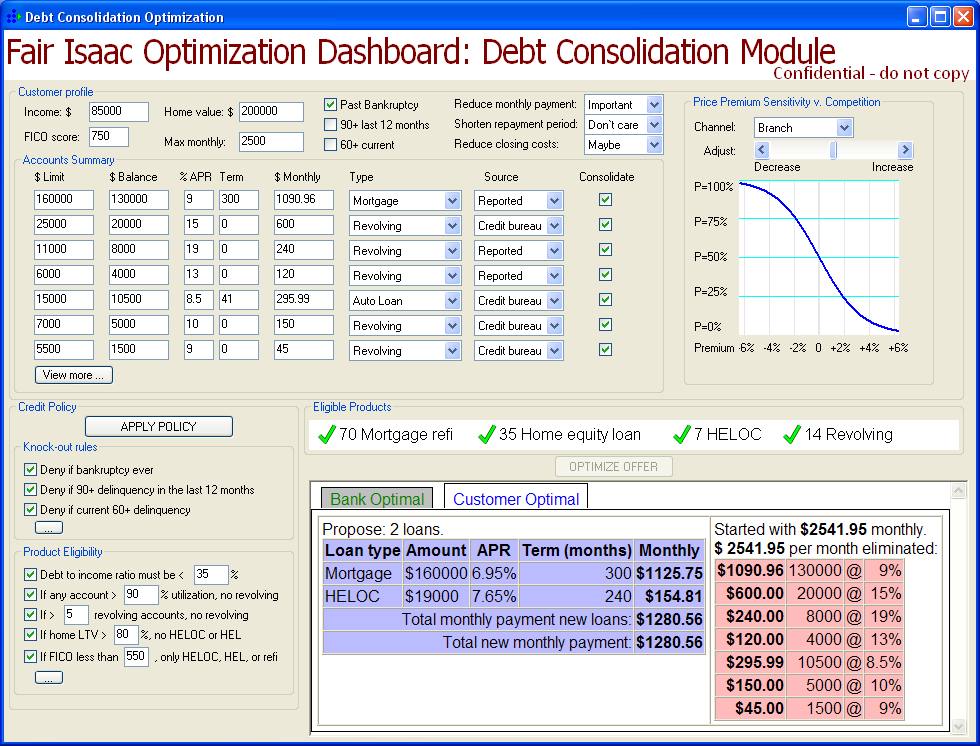 Debt Consolidation Optimization
Fair Isaac Optimization Dashboard: Debt Consolidation Module
Confidential - do not copy
Customer profile
Income: $ 85000 Home value: $ 200000
FICO score: 750 Max monthly: 2500
Past Bankruptcy
90+ last 12 months
60+ current
Reduce monthly payment: Important
Shorten repayment period: Don`t care
Reduce closing costs: Maybe
Accounts Summary
$ Limit $ Balance % APR Term $ Monthly Type Source Consolidate
160000 130000 9 300 1090.96 Mortgage Reported
25000 20000 15 0 600 Revolving Credit bureau
11000 8000 19 0 240 Revolving Reported
6000 4000 13 0 120 Revolving Reported
15000 10500 8.5 41 295.99 Auto Loan Credit bureau
7000 5000 10 0 150 Revolving Credit bureau
5500 1500 9 0 45 Revolving Credit bureau
View more ...
Price Premium Sensitivity v. Competition
Channel: Branch
Adjust:
Decrease Increase
P=100%
P=75%
P=50%
P=25%
P=0%
Premium -6% -4% -2% 0 +2% +4% +6%
Credit Policy
APPLY POLICY
Knock-out rules
Deny if bankruptcy ever
Deny if 90+ delinquency in the last 12 months
Deny if current 60+ delinquency
...
Product Eligibility
Debt to income ratio must be < 35 %
If any account > 90 % utilization, no revolving
If > 5 revolving accounts, no revolving
If home LTV > 80 %, no HELOC or HEL
If FICO less than 550 , only HELOC, HEL, or refi
...
Eligible Products
70 Mortgage refi 35 Home equity loan 7 HELOC 14 Revolving
OPTIMIZE OFFER
Bank Optimal Customer Optimal
Propose: 2 loans.
Loan type Amount APR Term (months) Monthly
Mortgage $160000 6.95% 300 $1125.75
HELOC $19000 7.65% 240 $154.81
Total monthly payment new loans: $1280.56
Total new monthly payment: $1280.56
Started with $2541.95 monthly.
$ 2541.95 per month eliminated:
$1090.96 130000 @ 9%
$600.00 20000 @ 15%
$240.00 8000 @ 19%
$120.00 4000 @ 13%
$295.99 10500 @ 8.5%
$150.00 5000 @ 10%
$45.00 1500 @ 9%